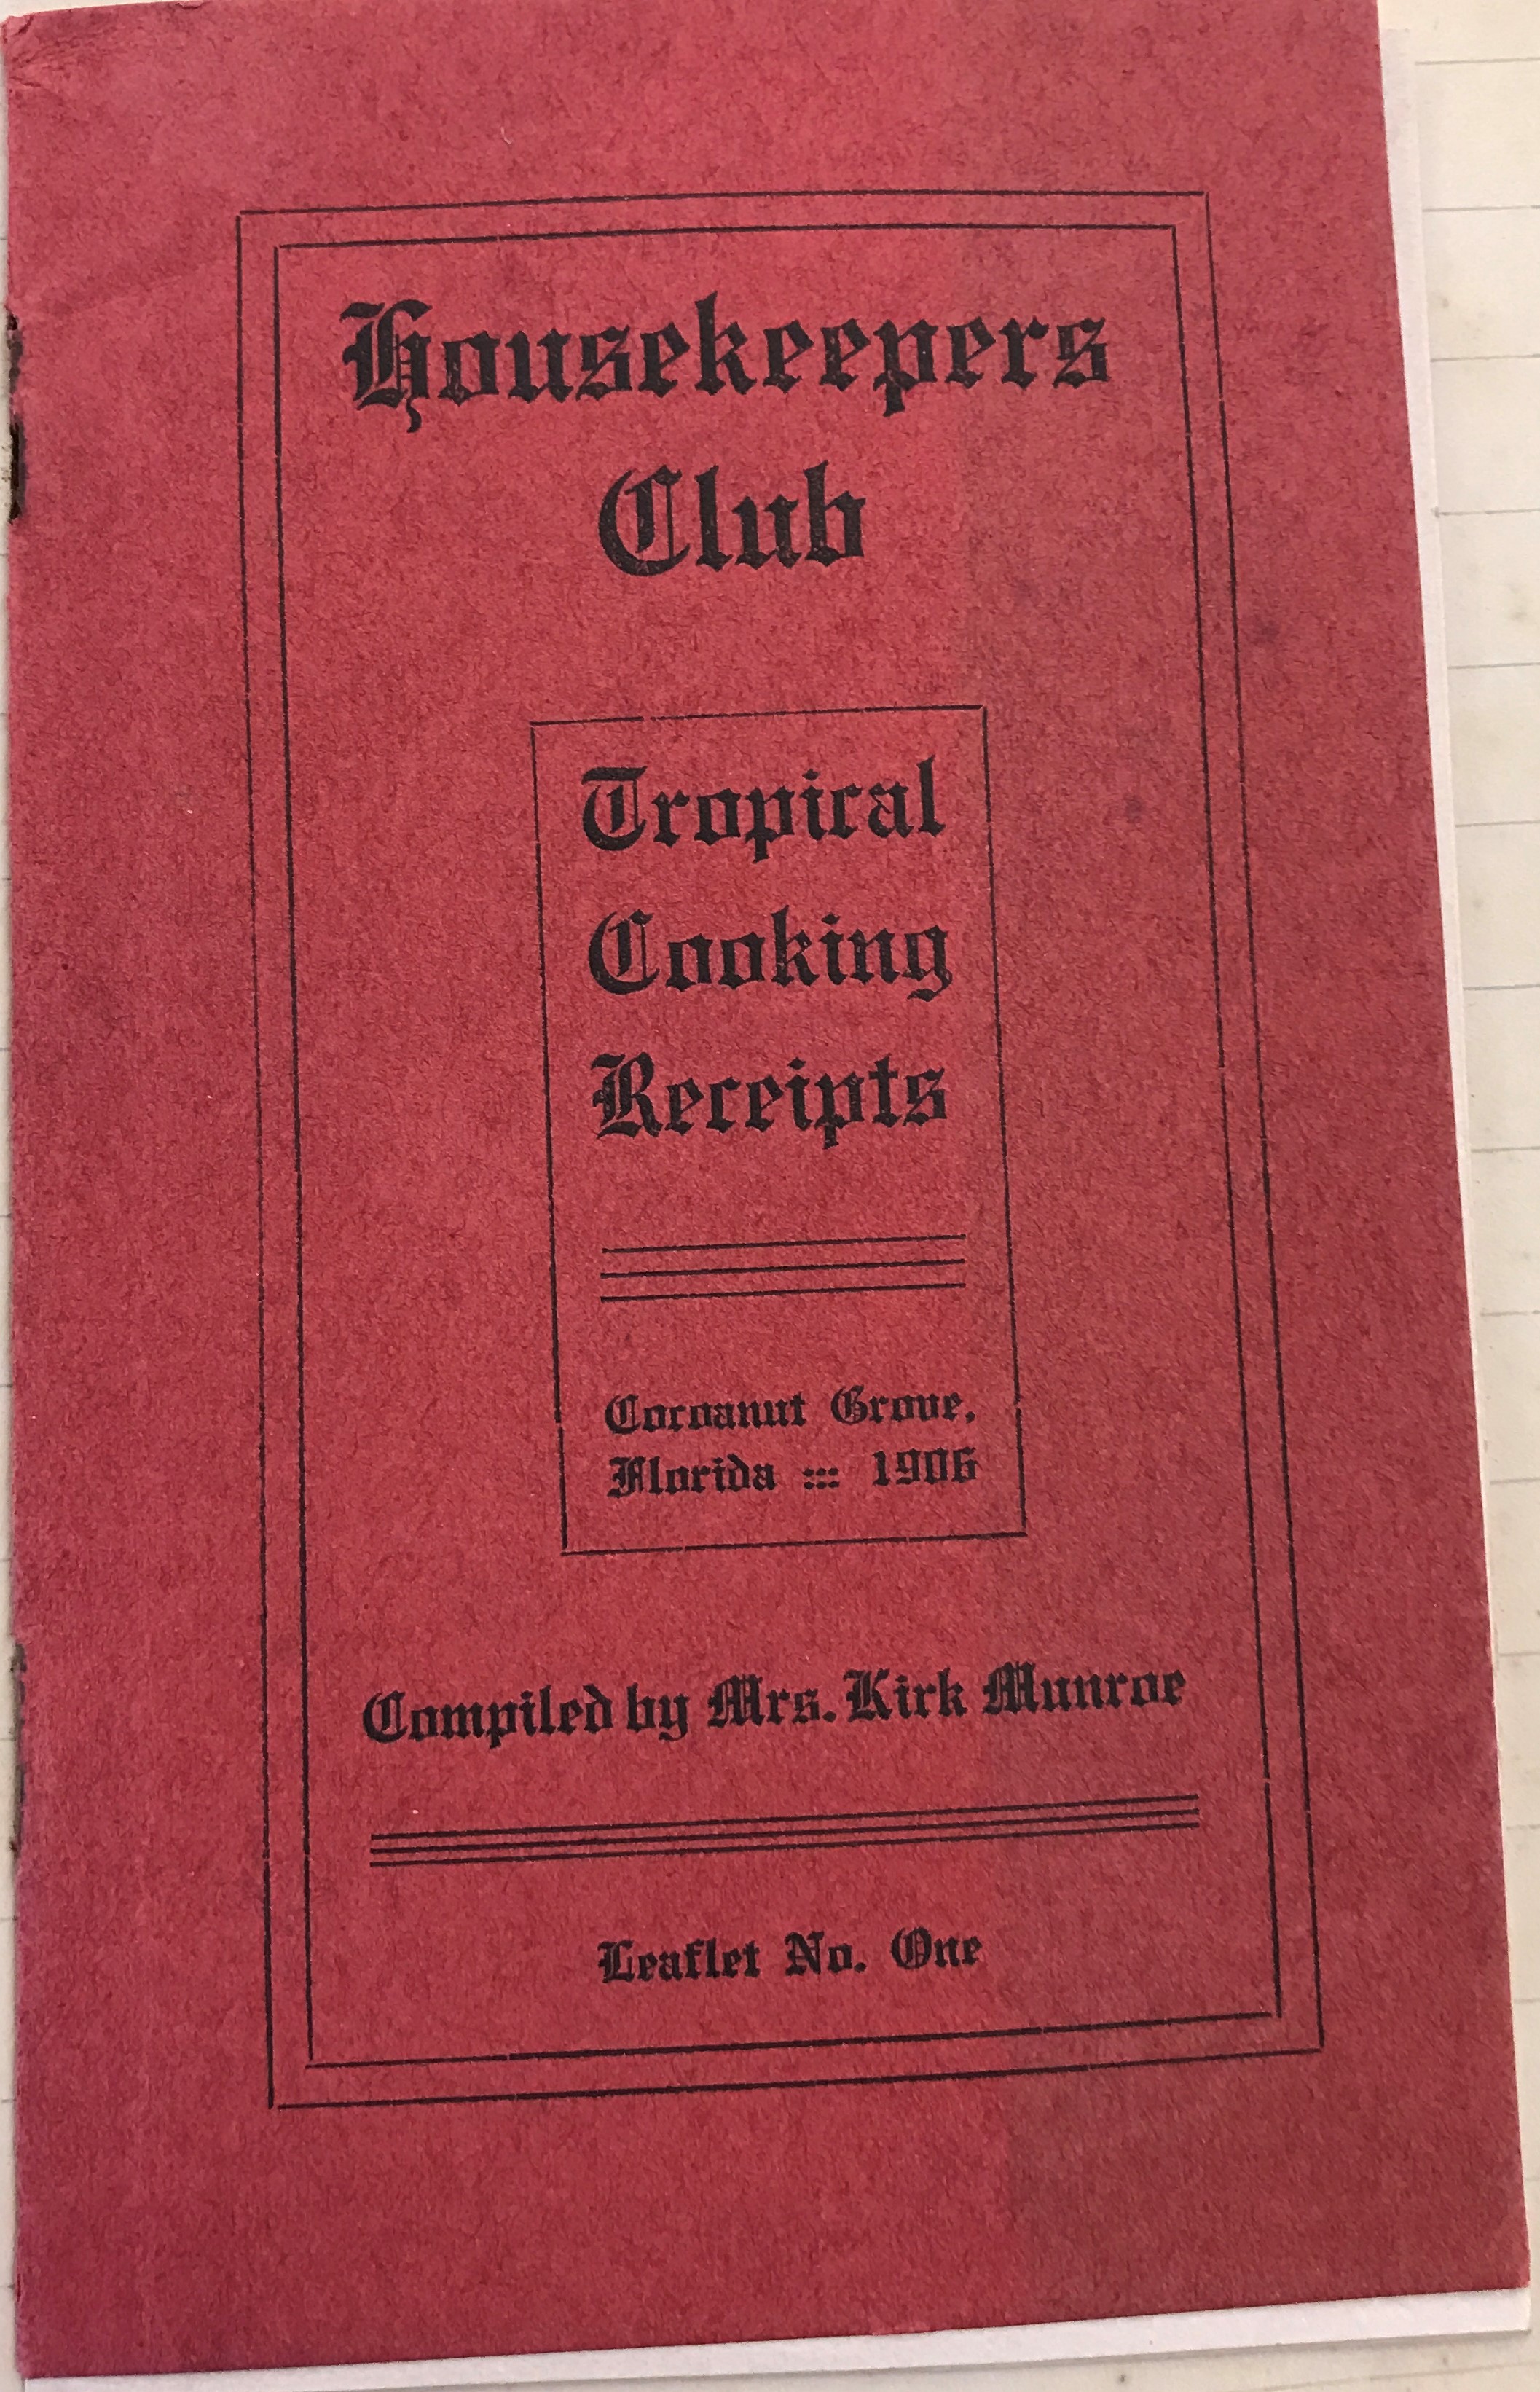 Housekeepers
Club
Tropical
Cooking
Receipts
Cocoanut Grove,
Florida ::: 1906
Compiled by Mrs. Kirk Munroe
Leaflet No. One